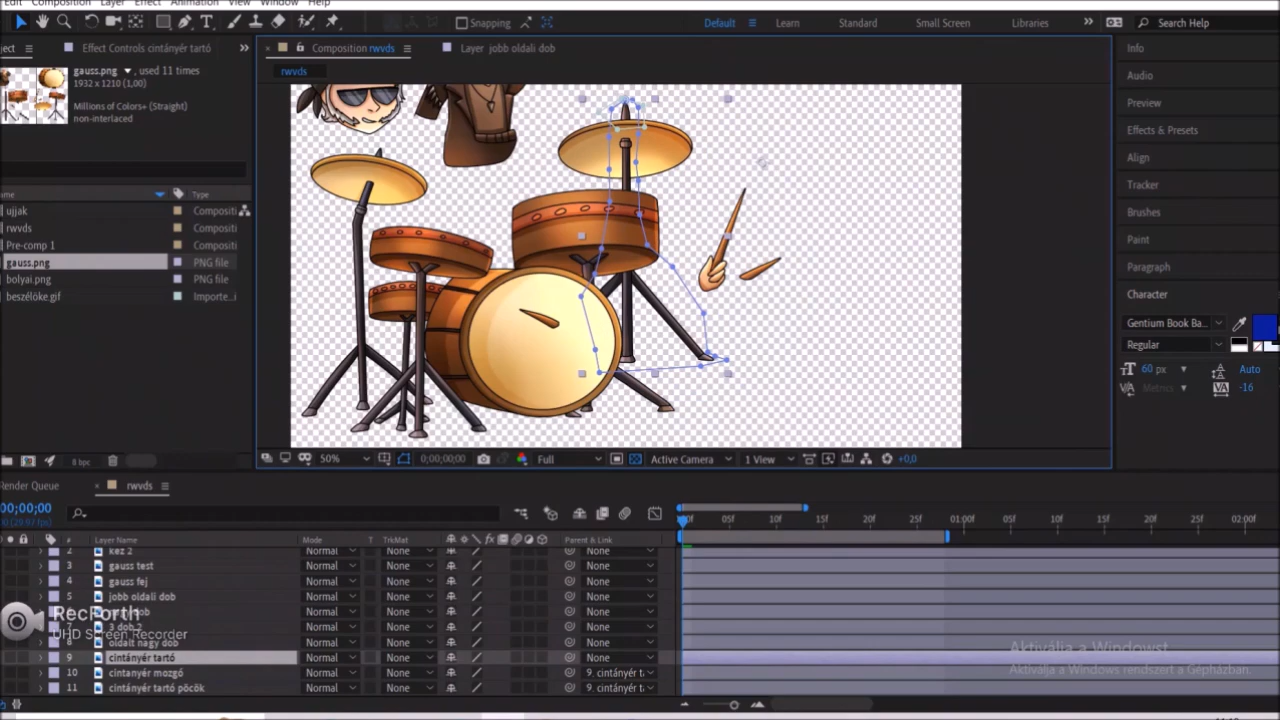 Edit Composition Layer Effect Animation View Window Help
Snapping Default Learn Standard Small Screen Libraries Search Help
ject Effect Controls cintányér tartó Composition rwvds Layer jobb oldali dob
rwvds
gauss.png , used 11 times
1932 x 1210 (1,00)
Millions of Colors+ (Straight)
non-interlaced
Info
Audio
Preview
Effects & Presets
Align
Tracker
Brushes
Paint
Paragraph
Character
Gentium Book Ba...
Regular
60 px Auto
Metrics -16
ame Type
ujjak Compositi
rwvds Compositi
Pre-comp 1 Compositi
gauss.png PNG file
bolyai.png PNG file
beszélöke.gif Importe...i
8 bpc
50% 0;00;00;00 Full Active Camera 1 View +0,0
Render Queue rwvds
00;00;00
05f 10f 15f 20f 25f 01:00f 05f 10f 15f 20f 25f 02:00f
# Layer Name Mode T TrkMat Parent & Link
2 kez 2 Normal None None
3 gauss test Normal None None
4 gauss fej Normal None None
5 jobb oldali dob Normal None None
Normal None None
3 dob 2 Normal None None
8 oldalt nagy dob Normal None None
9 cintányér tartó Normal None None
10 cintányér mozgó Normal None 9. cintányér t
11 cintányér tartó pöcök Normal None 9. cintányér t
RecForth
UHD Screen Recorder
Aktiválja a Windowst
Aktiválja a Windows rendszert a Gépházban.